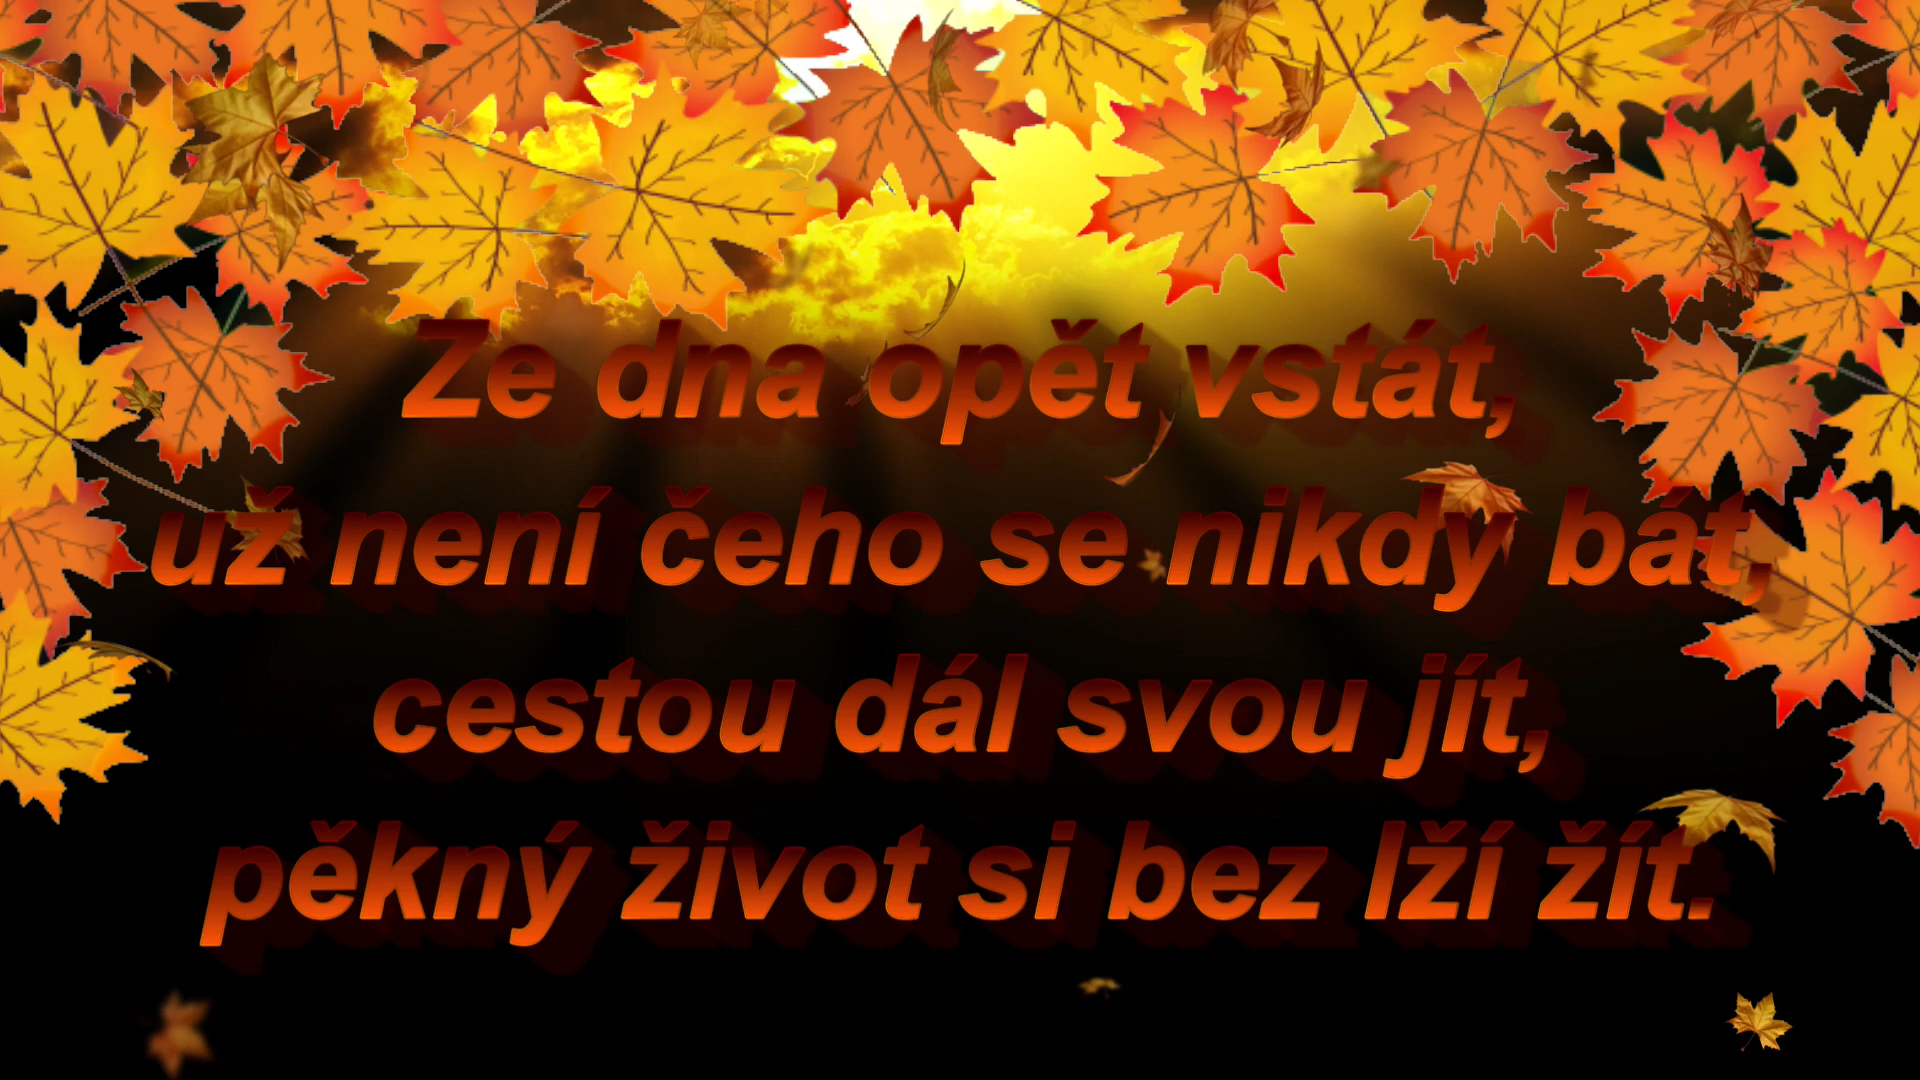 Ze dna opět vstát,
už není čeho se nikdy bát,
cestou dál svou jít,
pěkný život si bez lží žít.